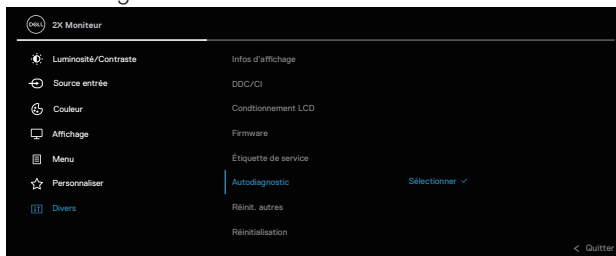 DELL 2X Moniteur
Luminosité/Contraste Infos d'affichage
Source entrée DDC/CI
Couleur Condtionnement LCD
Affichage Firmware
Menu Étiquette de service
Personnaliser Autodiagnostic Sélectionner ✓
Divers Réinit. autres
Réinitialisation
< Quitter